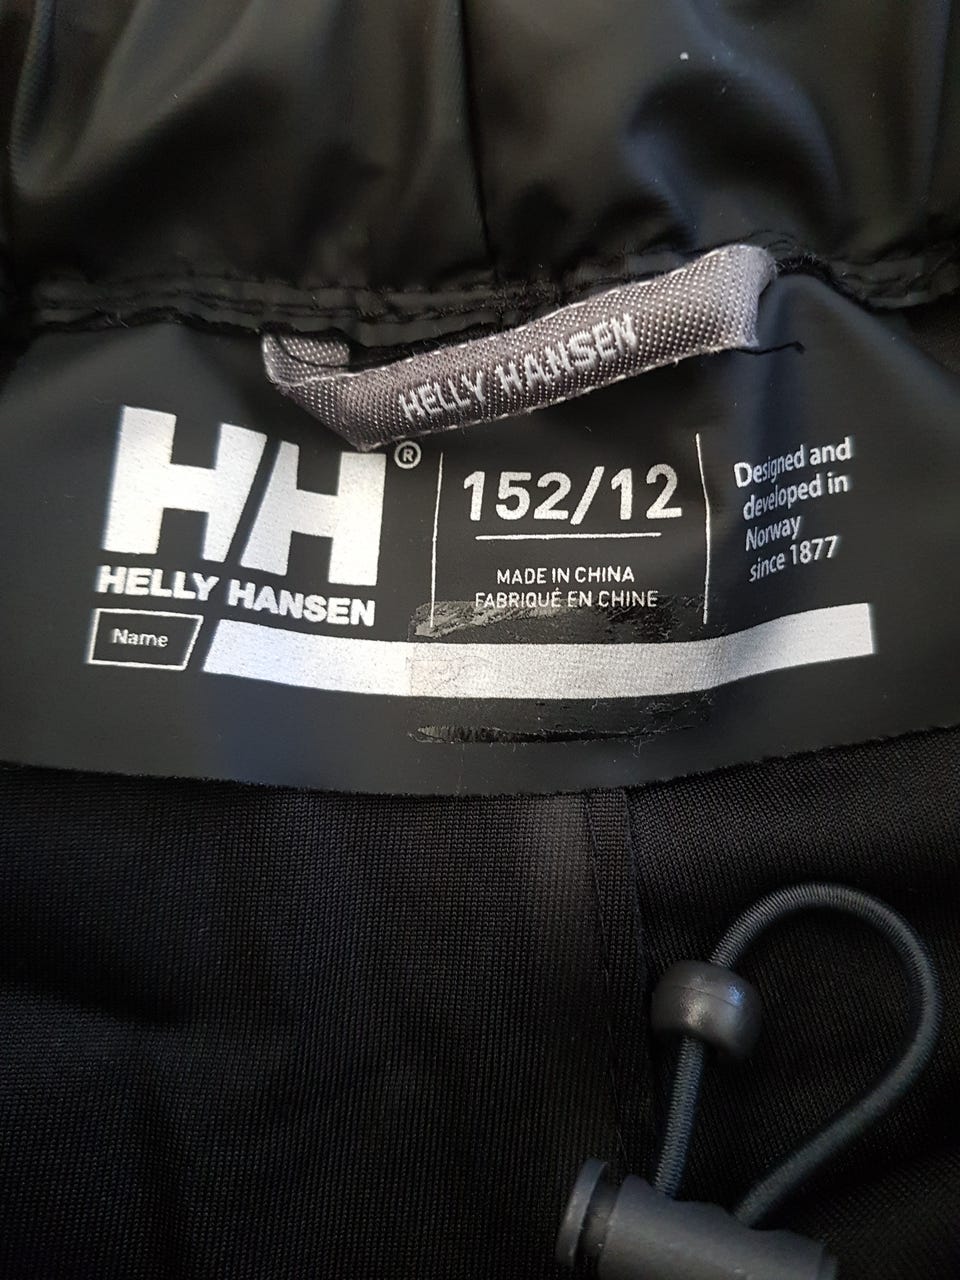 HELLY HANSEN
HH®
HELLY HANSEN
Name
152/12
MADE IN CHINA
FABRIQUÉ EN CHINE
Designed and
developed in
Norway
since 1877